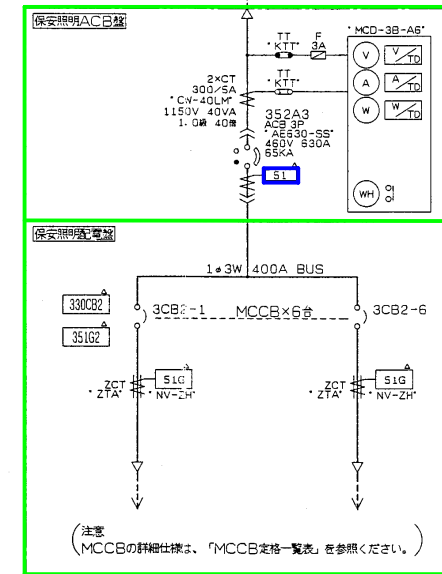 保安照明ACB盤
TT
"KTT"
F
3A
"MCD-3B-A6"
V
V/TD
2×CT
300/5A
"CW-40LM"
1150V 40VA
1.0級 40倍
TT
"KTT"
A
A/TD
W
W/TD
352A3
ACB 3P
"AE630-SS"
460V 630A
65KA
51
WH
保安照明配電盤
1φ3W 400A BUS
330CB2
351G2
3CB2-1
MCCB×6台
3CB2-6
ZCT
"ZTA"
51G
"NV-ZH"
ZCT
"ZTA"
51G
"NV-ZH"
注意
MCCBの詳細仕様は、「MCCB定格一覧表」を参照ください。